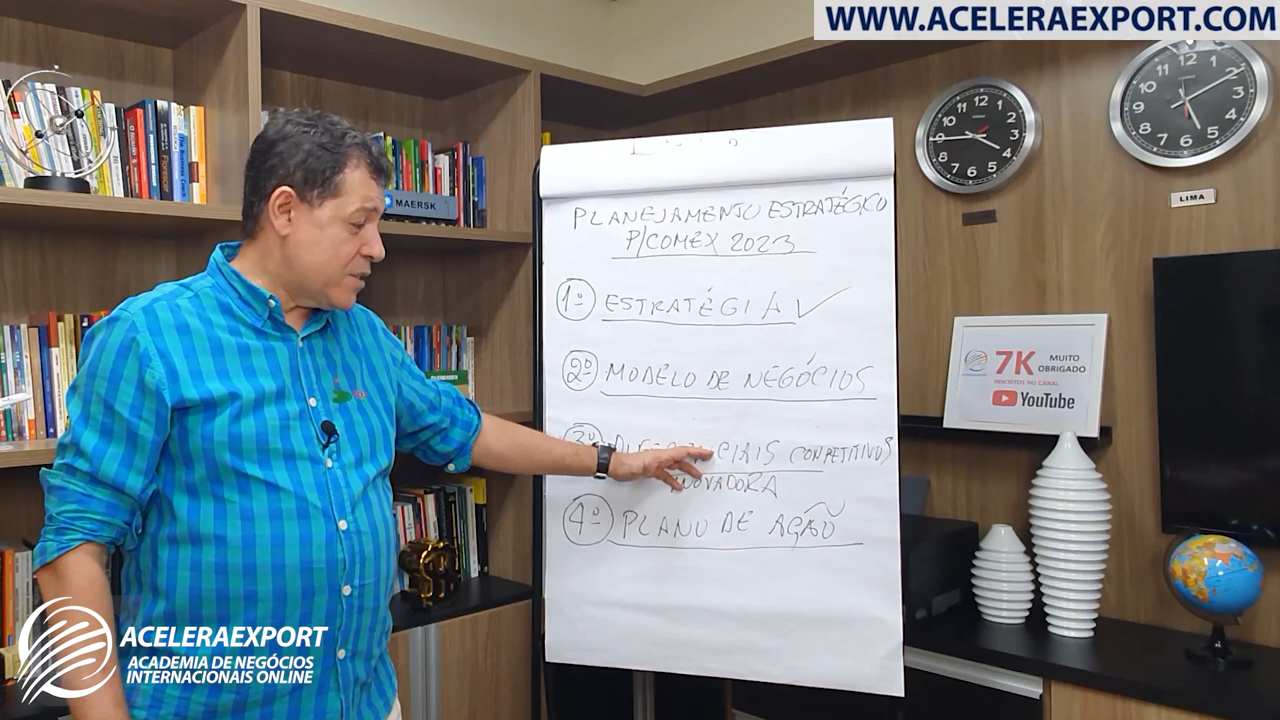 WWW.ACELERAEXPORT.COM
PLANEJAMENTO ESTRATÉGICO
P/COMEX 2023
1º ESTRATÉGIA
2º MODELO DE NEGÓCIOS
3º COMPETITIVOS
INOVADORA
4º PLANO DE AÇÃO
MAERSK
LIMA
7K MUITO OBRIGADO
INSCRITOS NO CANAL
YouTube
ACELERAEXPORT
ACADEMIA DE NEGÓCIOS
INTERNACIONAIS ONLINE